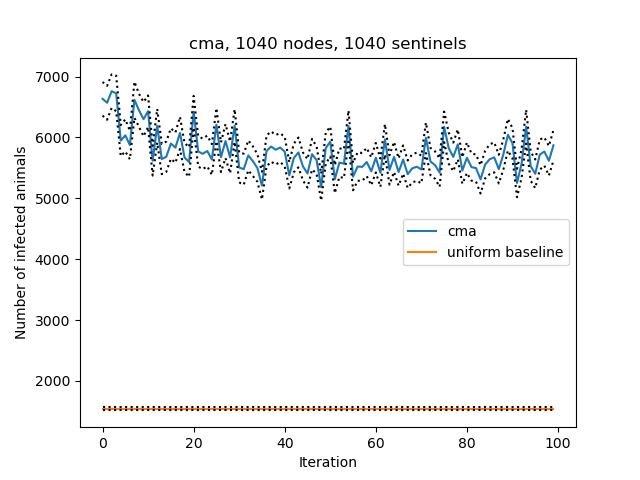 cma, 1040 nodes, 1040 sentinels
7000
6000
5000
4000
3000
2000
Number of infected animals
cma
uniform baseline
0 20 40 60 80 100
Iteration